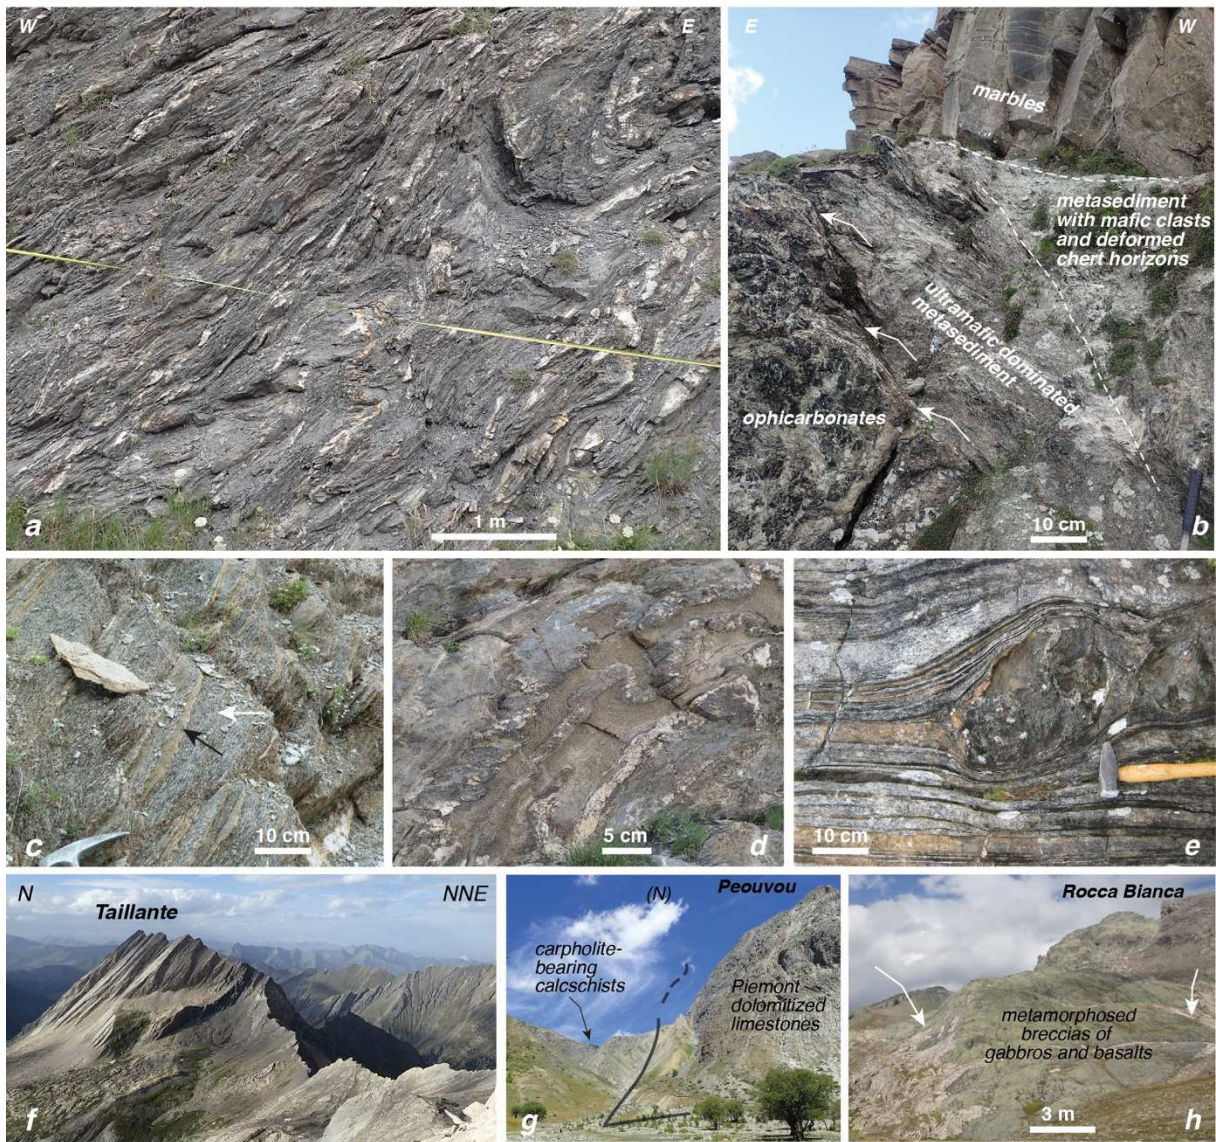 W
E
1 m
a
E
W
marbles
metasediment
with mafic clasts
and deformed
chert horizons
ultramafic dominated
metasediment
ophicarbonates
10 cm
b
c
10 cm
5 cm
d
10 cm
e
N
NNE
Taillante
f
(N)
Peouvou
carpholite-
bearing
calcschists
Piemont
dolomitized
limestones
g
Rocca Bianca
metamorphosed
breccias of
gabbros and basalts
3 m
h